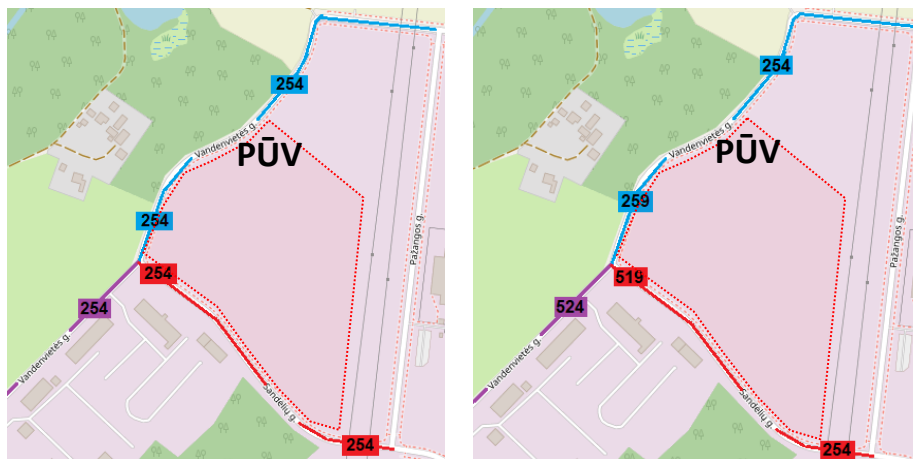 254
Vandenvietės g.
PŪV
254
254
254
Vandenvietės g.
Pažangos g.
Sandėlių g.
254
254
Vandenvietės g.
PŪV
259
519
524
Vandenvietės g.
Pažangos g.
Sandėlių g.
254